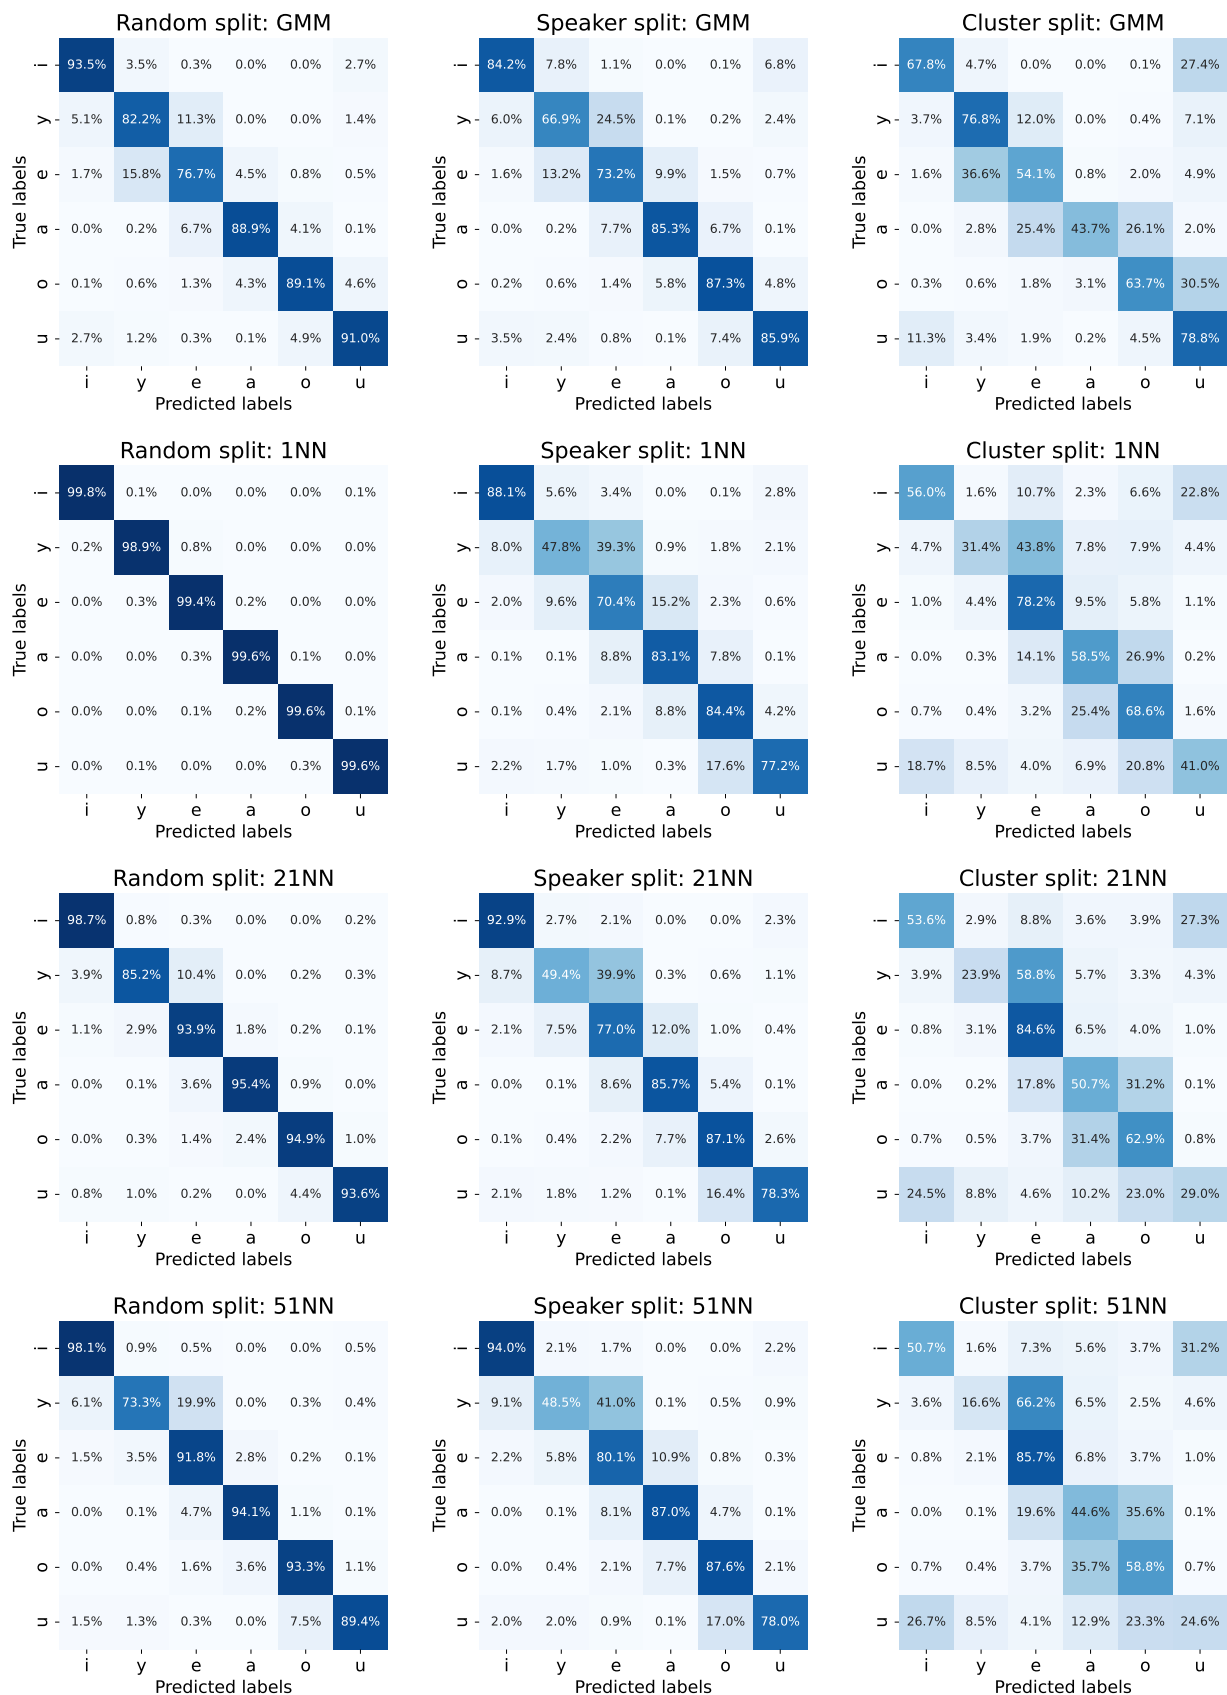 Random split: GMM
Speaker split: GMM
Cluster split: GMM
i 93.5% 3.5% 0.3% 0.0% 0.0% 2.7%
i 84.2% 7.8% 1.1% 0.0% 0.1% 6.8%
i 67.8% 4.7% 0.0% 0.0% 0.1% 27.4%
y 5.1% 82.2% 11.3% 0.0% 0.0% 1.4%
y 6.0% 66.9% 24.5% 0.1% 0.2% 2.4%
y 3.7% 76.8% 12.0% 0.0% 0.4% 7.1%
e 1.7% 15.8% 76.7% 4.5% 0.8% 0.5%
e 1.6% 13.2% 73.2% 9.9% 1.5% 0.7%
e 1.6% 36.6% 54.1% 0.8% 2.0% 4.9%
a 0.0% 0.2% 6.7% 88.9% 4.1% 0.1%
a 0.0% 0.2% 7.7% 85.3% 6.7% 0.1%
a 0.0% 2.8% 25.4% 43.7% 26.1% 2.0%
o 0.1% 0.6% 1.3% 4.3% 89.1% 4.6%
o 0.2% 0.6% 1.4% 5.8% 87.3% 4.8%
o 0.3% 0.6% 1.8% 3.1% 63.7% 30.5%
u 2.7% 1.2% 0.3% 0.1% 4.9% 91.0%
u 3.5% 2.4% 0.8% 0.1% 7.4% 85.9%
u 11.3% 3.4% 1.9% 0.2% 4.5% 78.8%
True labels
True labels
True labels
i y e a o u
i y e a o u
i y e a o u
Predicted labels
Predicted labels
Predicted labels
Random split: 1NN
Speaker split: 1NN
Cluster split: 1NN
i 99.8% 0.1% 0.0% 0.0% 0.0% 0.1%
i 88.1% 5.6% 3.4% 0.0% 0.1% 2.8%
i 56.0% 1.6% 10.7% 2.3% 6.6% 22.8%
y 0.2% 98.9% 0.8% 0.0% 0.0% 0.0%
y 8.0% 47.8% 39.3% 0.9% 1.8% 2.1%
y 4.7% 31.4% 43.8% 7.8% 7.9% 4.4%
e 0.0% 0.3% 99.4% 0.2% 0.0% 0.0%
e 2.0% 9.6% 70.4% 15.2% 2.3% 0.6%
e 1.0% 4.4% 78.2% 9.5% 5.8% 1.1%
a 0.0% 0.0% 0.3% 99.6% 0.1% 0.0%
a 0.1% 0.1% 8.8% 83.1% 7.8% 0.1%
a 0.0% 0.3% 14.1% 58.5% 26.9% 0.2%
o 0.0% 0.0% 0.1% 0.2% 99.6% 0.1%
o 0.1% 0.4% 2.1% 8.8% 84.4% 4.2%
o 0.7% 0.4% 3.2% 25.4% 68.6% 1.6%
u 0.0% 0.1% 0.0% 0.0% 0.3% 99.6%
u 2.2% 1.7% 1.0% 0.3% 17.6% 77.2%
u 18.7% 8.5% 4.0% 6.9% 20.8% 41.0%
True labels
True labels
True labels
i y e a o u
i y e a o u
i y e a o u
Predicted labels
Predicted labels
Predicted labels
Random split: 21NN
Speaker split: 21NN
Cluster split: 21NN
i 98.7% 0.8% 0.3% 0.0% 0.0% 0.2%
i 92.9% 2.7% 2.1% 0.0% 0.0% 2.3%
i 53.6% 2.9% 8.8% 3.6% 3.9% 27.3%
y 3.9% 85.2% 10.4% 0.0% 0.2% 0.3%
y 8.7% 49.4% 39.9% 0.3% 0.6% 1.1%
y 3.9% 23.9% 58.8% 5.7% 3.3% 4.3%
e 1.1% 2.9% 93.9% 1.8% 0.2% 0.1%
e 2.1% 7.5% 77.0% 12.0% 1.0% 0.4%
e 0.8% 3.1% 84.6% 6.5% 4.0% 1.0%
a 0.0% 0.1% 3.6% 95.4% 0.9% 0.0%
a 0.0% 0.1% 8.6% 85.7% 5.4% 0.1%
a 0.0% 0.2% 17.8% 50.7% 31.2% 0.1%
o 0.0% 0.3% 1.4% 2.4% 94.9% 1.0%
o 0.1% 0.4% 2.2% 7.7% 87.1% 2.6%
o 0.7% 0.5% 3.7% 31.4% 62.9% 0.8%
u 0.8% 1.0% 0.2% 0.0% 4.4% 93.6%
u 2.1% 1.8% 1.2% 0.1% 16.4% 78.3%
u 24.5% 8.8% 4.6% 10.2% 23.0% 29.0%
True labels
True labels
True labels
i y e a o u
i y e a o u
i y e a o u
Predicted labels
Predicted labels
Predicted labels
Random split: 51NN
Speaker split: 51NN
Cluster split: 51NN
i 98.1% 0.9% 0.5% 0.0% 0.0% 0.5%
i 94.0% 2.1% 1.7% 0.0% 0.0% 2.2%
i 50.7% 1.6% 7.3% 5.6% 3.7% 31.2%
y 6.1% 73.3% 19.9% 0.0% 0.3% 0.4%
y 9.1% 48.5% 41.0% 0.1% 0.5% 0.9%
y 3.6% 16.6% 66.2% 6.5% 2.5% 4.6%
e 1.5% 3.5% 91.8% 2.8% 0.2% 0.1%
e 2.2% 5.8% 80.1% 10.9% 0.8% 0.3%
e 0.8% 2.1% 85.7% 6.8% 3.7% 1.0%
a 0.0% 0.1% 4.7% 94.1% 1.1% 0.1%
a 0.0% 0.1% 8.1% 87.0% 4.7% 0.1%
a 0.0% 0.1% 19.6% 44.6% 35.6% 0.1%
o 0.0% 0.4% 1.6% 3.6% 93.3% 1.1%
o 0.0% 0.4% 2.1% 7.7% 87.6% 2.1%
o 0.7% 0.4% 3.7% 35.7% 58.8% 0.7%
u 1.5% 1.3% 0.3% 0.0% 7.5% 89.4%
u 2.0% 2.0% 0.9% 0.1% 17.0% 78.0%
u 26.7% 8.5% 4.1% 12.9% 23.3% 24.6%
True labels
True labels
True labels
i y e a o u
i y e a o u
i y e a o u
Predicted labels
Predicted labels
Predicted labels